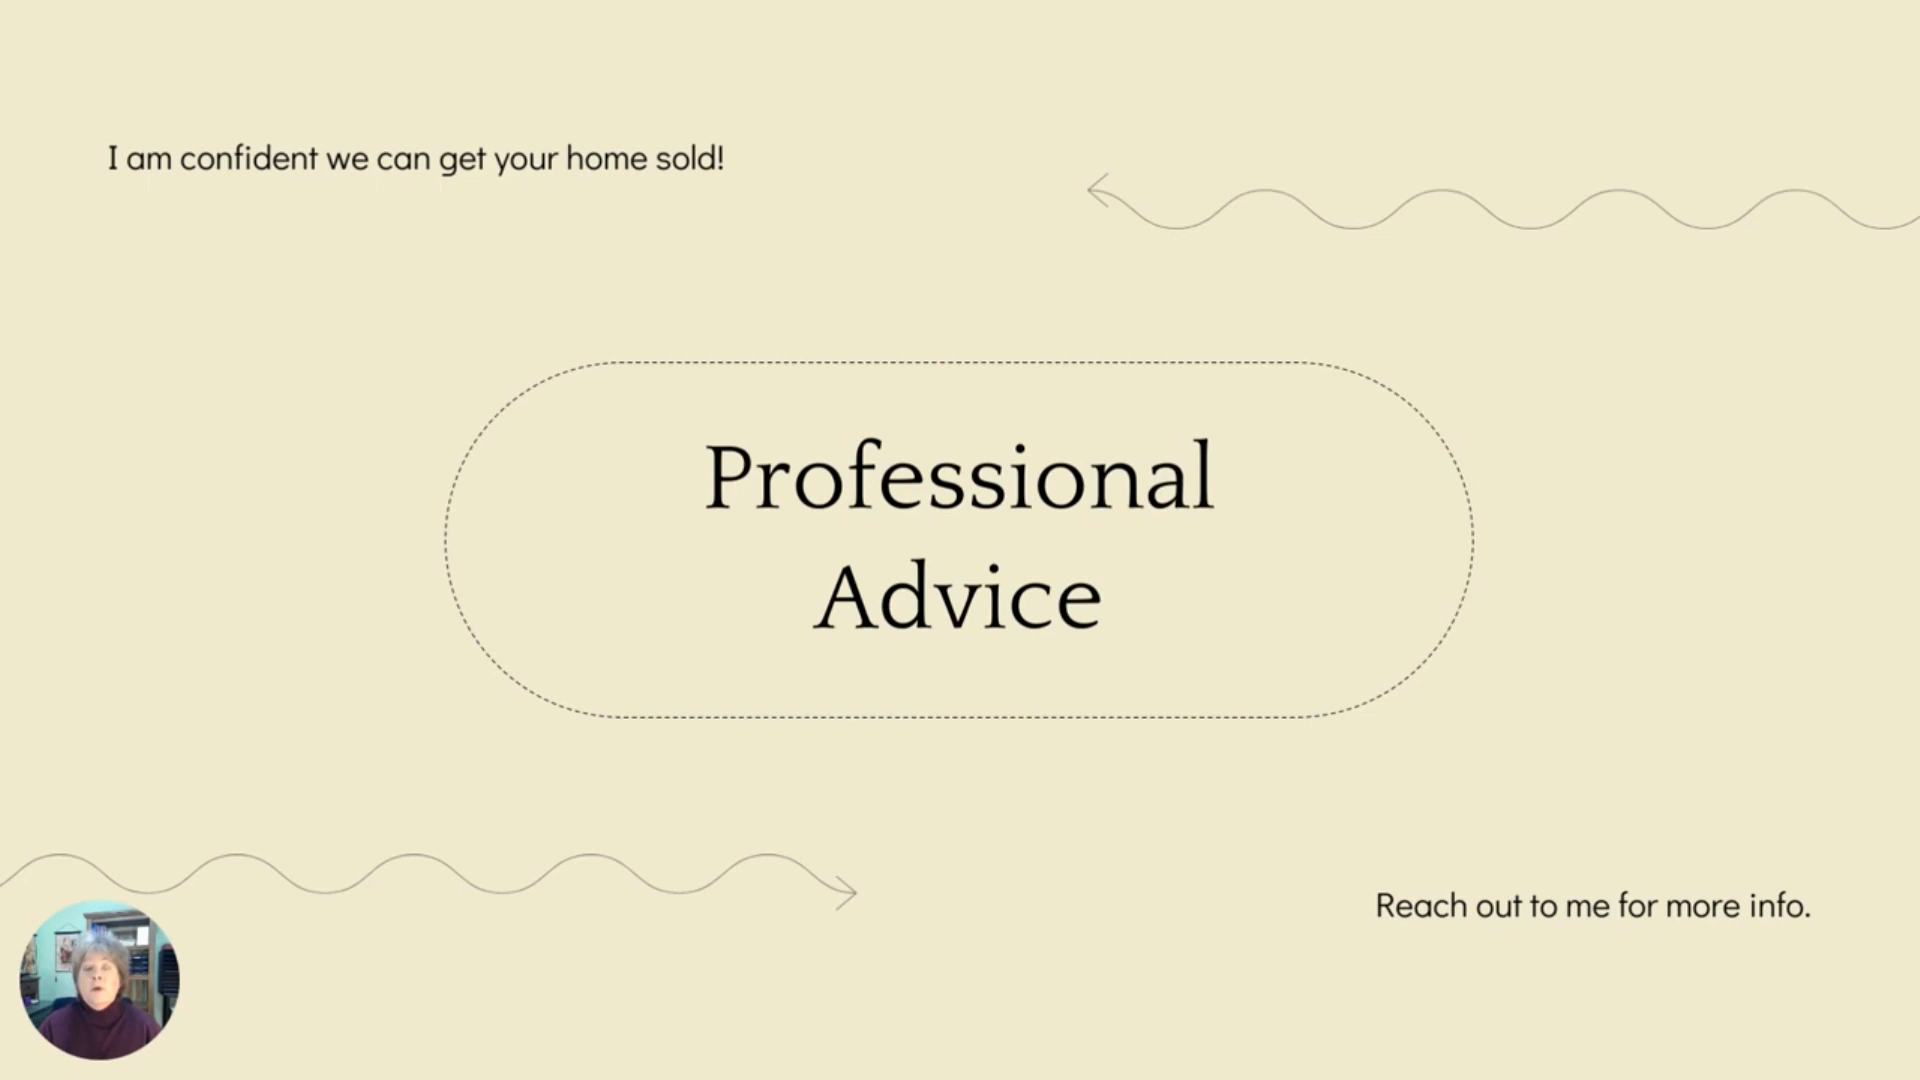 I am confident we can get your home sold!
Professional
Advice
Reach out to me for more info.